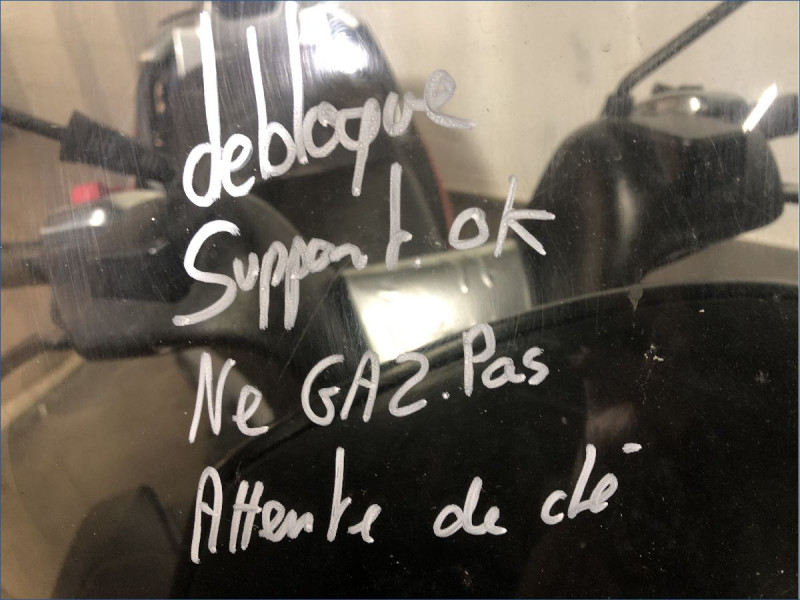 debloque
Support ok
Ne GAZ.Pas
Attente de clé